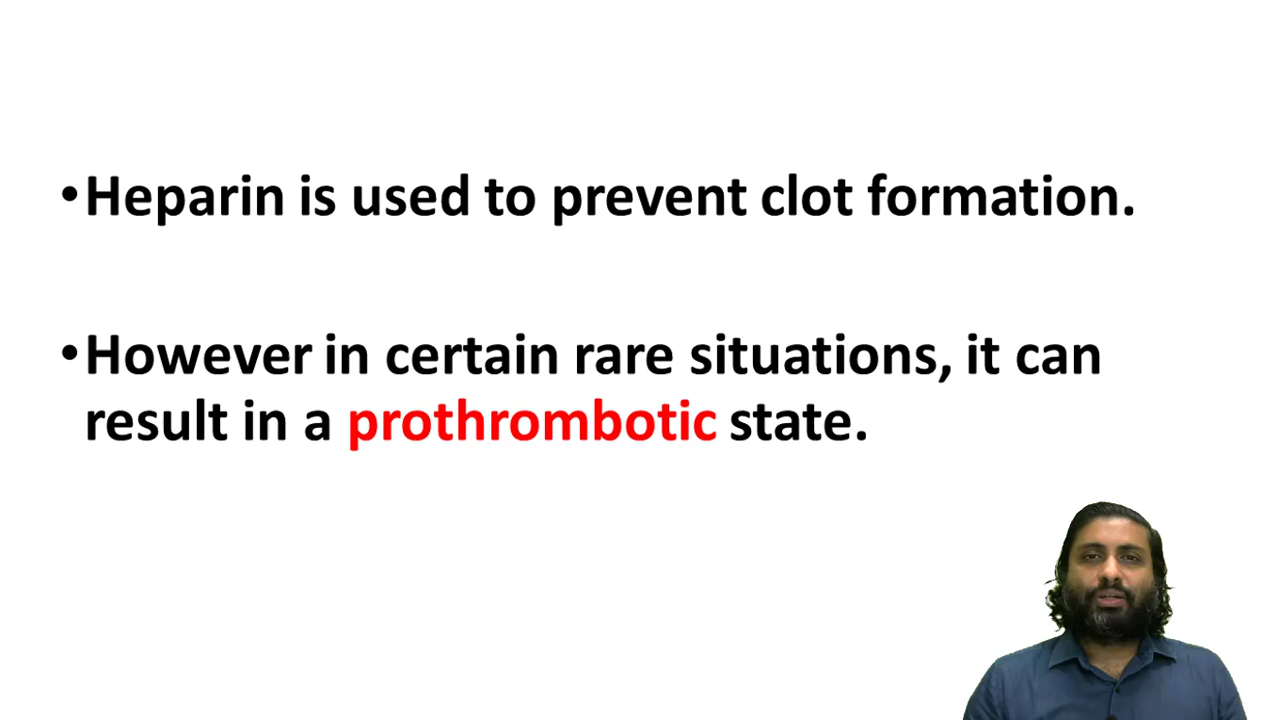 •Heparin is used to prevent clot formation.
•However in certain rare situations, it can
result in a prothrombotic state.